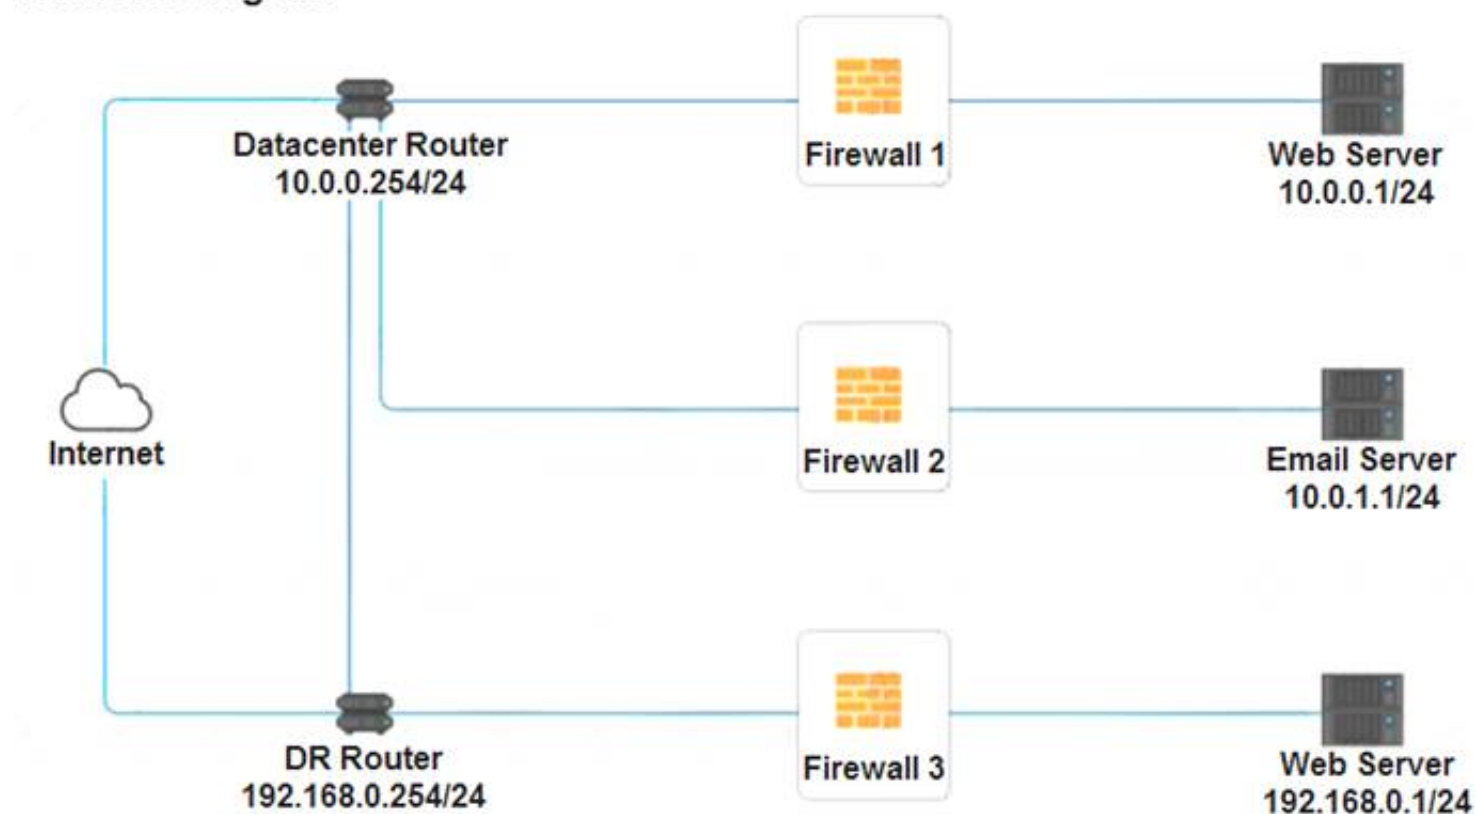 Datacenter Router
10.0.0.254/24
Firewall 1
Web Server
10.0.0.1/24
Internet
Firewall 2
Email Server
10.0.1.1/24
DR Router
192.168.0.254/24
Firewall 3
Web Server
192.168.0.1/24